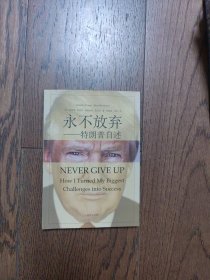 永不放弃
——特朗普自述
NEVER GIVE UP
How I Turned My Biggest
Challenges into Success